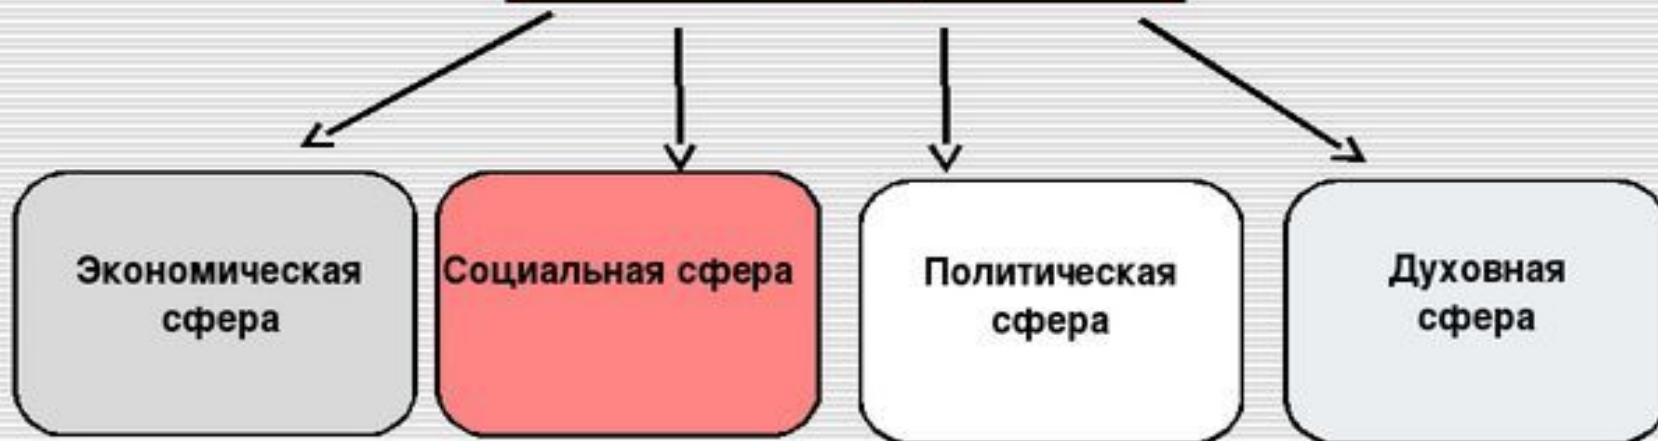 Экономическая
сфера
Социальная сфера
Политическая
сфера
Духовная
сфера